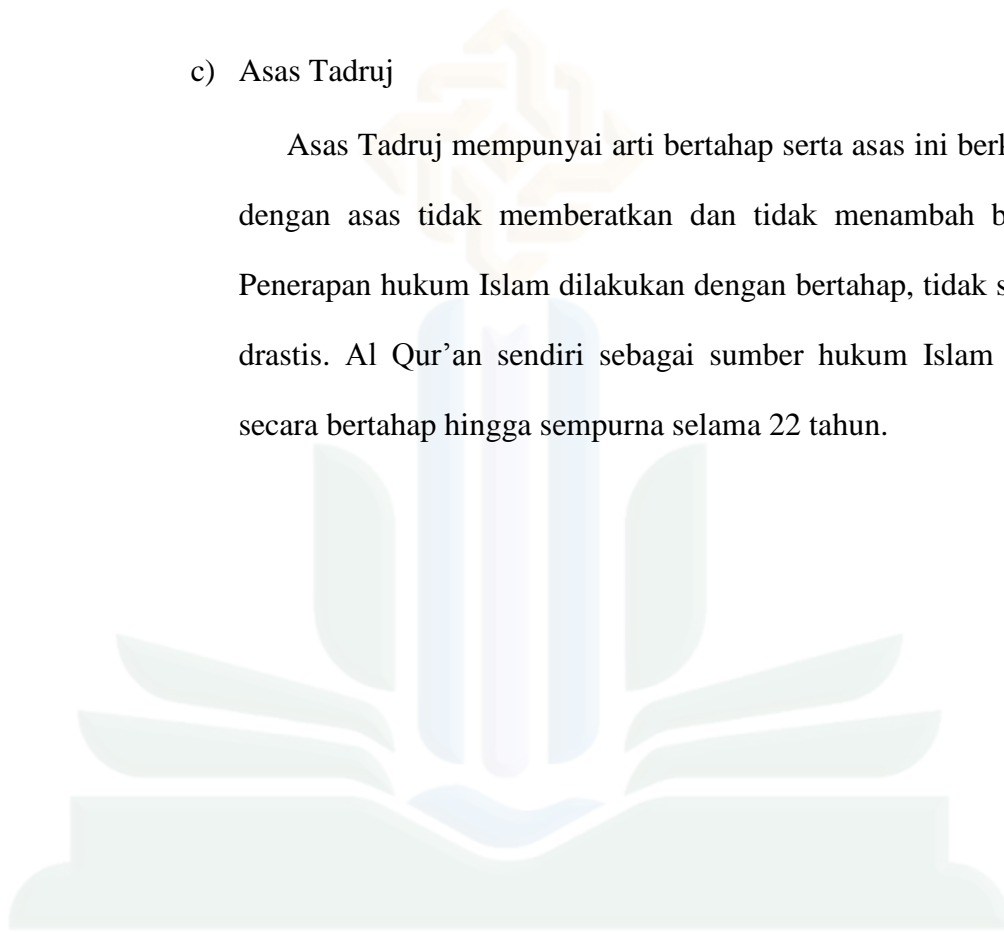 c) Asas Tadruj
Asas Tadruj mempunyai arti bertahap serta asas ini
dengan asas tidak memberatkan dan tidak menambah
Penerapan hukum Islam dilakukan dengan bertahap, tidak
drastis. Al Qur’an sendiri sebagai sumber hukum Islam
secara bertahap hingga sempurna selama 22 tahun.